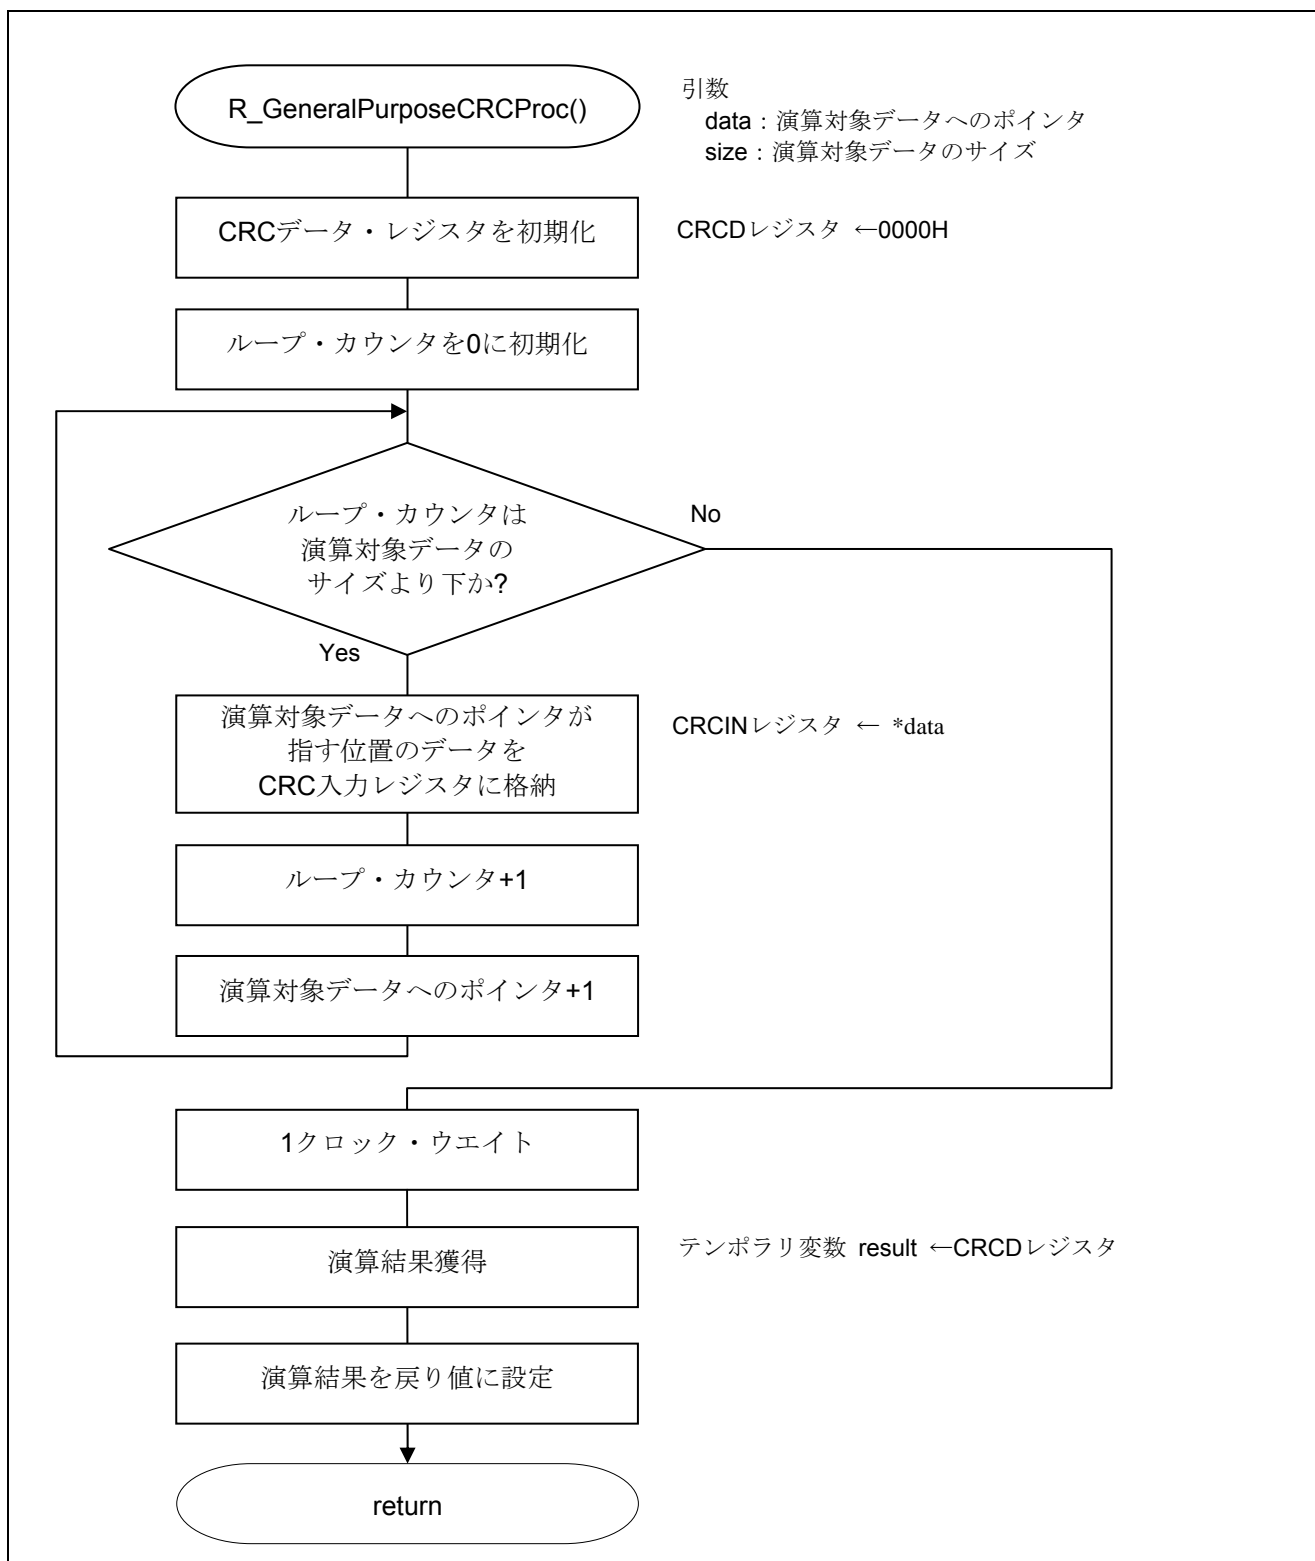 R_GeneralPurposeCRCProc()
引数
data：演算対象データへのポインタ
size：演算対象データのサイズ
CRCデータ・レジスタを初期化
CRCDレジスタ ←0000H
ループ・カウンタを0に初期化
ループ・カウンタは
演算対象データの
サイズより下か?
No
Yes
演算対象データへのポインタが
指す位置のデータを
CRC入力レジスタに格納
CRCINレジスタ ← *data
ループ・カウンタ+1
演算対象データへのポインタ+1
1クロック・ウエイト
演算結果獲得
テンポラリ変数 result ←CRCDレジスタ
演算結果を戻り値に設定
return